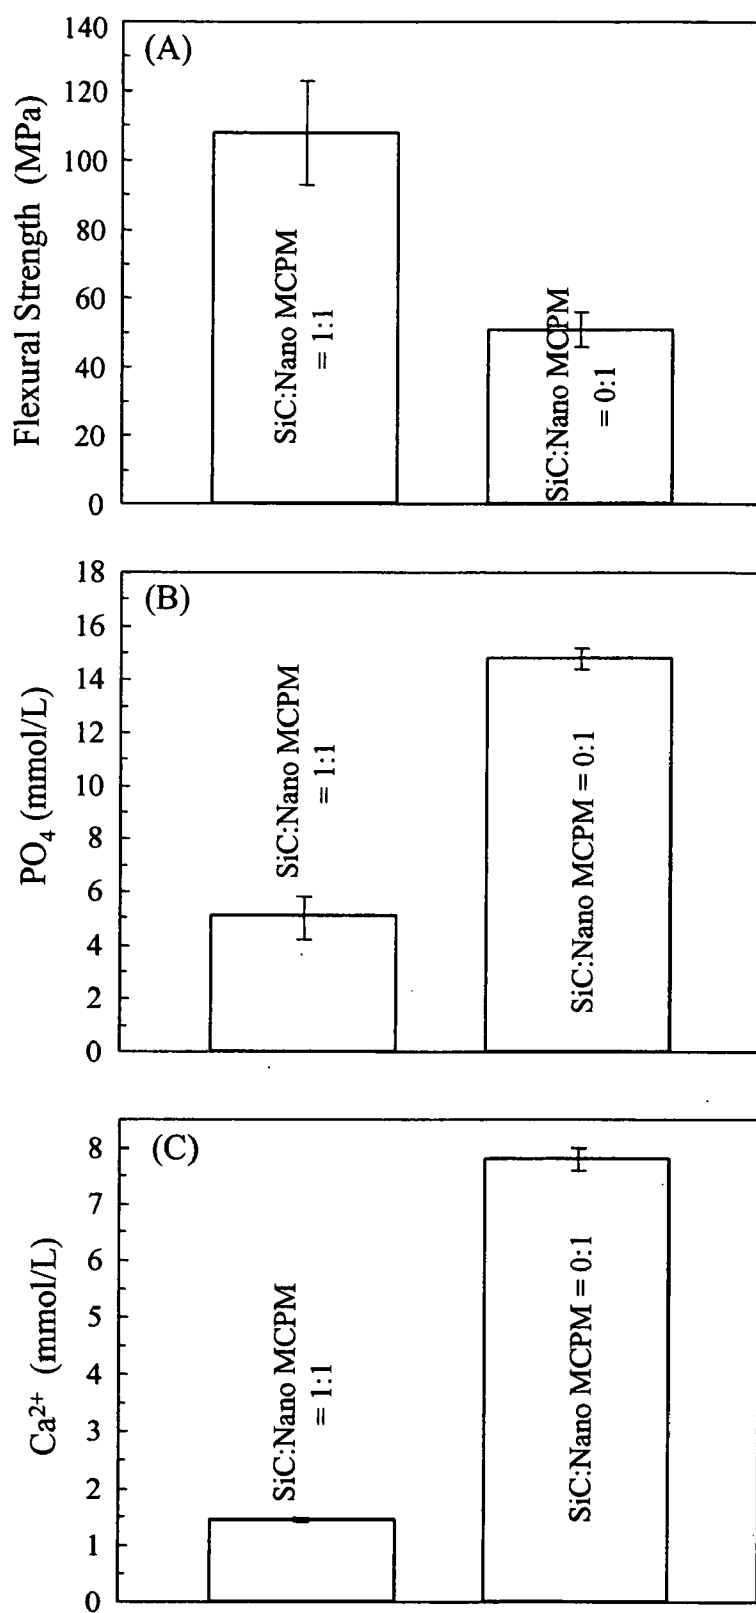 (A)
Flexural Strength (MPa)
140
120
100
80
60
40
20
0
SiC:Nano MCPM
= 1:1
SiC:Nano MCPM
= 0:1
(B)
PO4 (mmol/L)
18
16
14
12
10
8
6
4
2
0
SiC:Nano MCPM
= 1:1
SiC:Nano MCPM = 0:1
(C)
Ca2+ (mmol/L)
8
7
6
5
4
3
2
1
0
SiC:Nano MCPM
= 1:1
SiC:Nano MCPM = 0:1